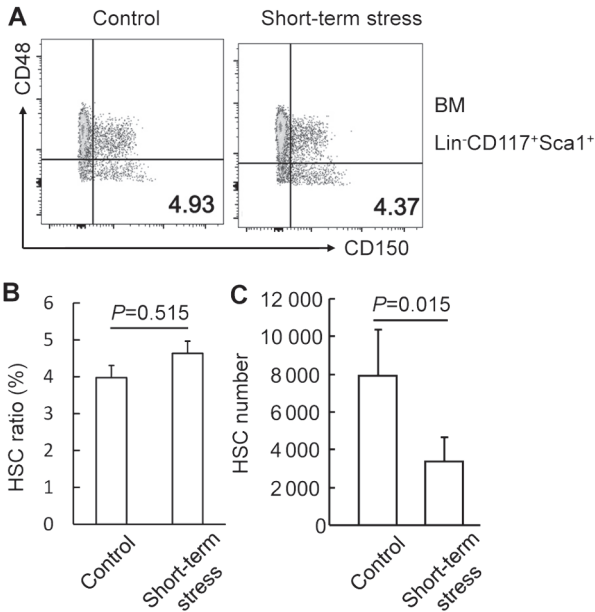 A
Control
Short-term stress
CD48
BM
Lin⁻CD117⁺Sca1⁺
4.93
4.37
CD150
B
P=0.515
HSC ratio (%)
6
5
4
3
2
1
0
Control
Short-term
stress
C
P=0.015
HSC number
12 000
10 000
8 000
6 000
4 000
2 000
0
Control
Short-term
stress